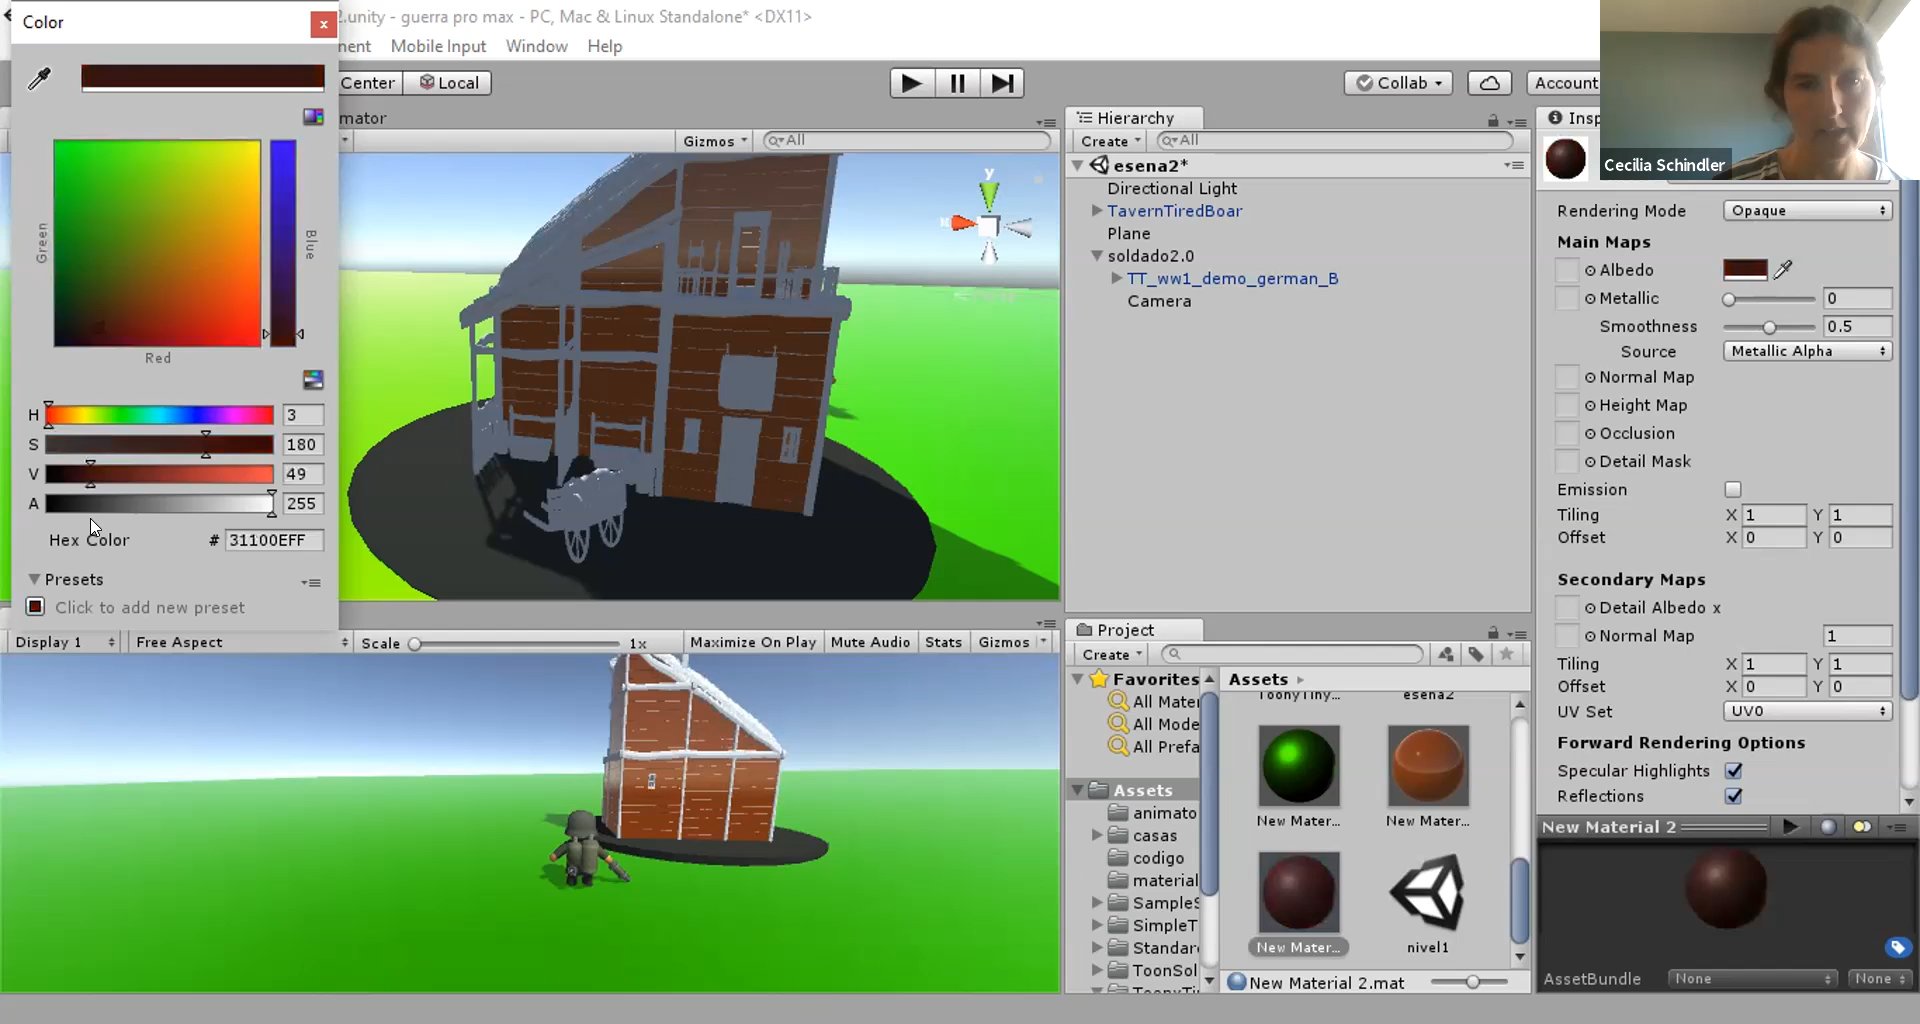 Color
x
2.unity - guerra pro max - PC, Mac & Linux Standalone* <DX11>
nent Mobile Input Window Help
Center Local
Collab
Account
mator
Gizmos
All
Green
Blue
Red
H 3
S 180
V 49
A 255
Hex Color # 31100EFF
Presets
Click to add new preset
y
Hierarchy
Create All
esena2*
Directional Light
TavernTiredBoar
Plane
soldado2.0
TT_ww1_demo_german_B
Camera
Insp
Cecilia Schindler
Rendering Mode Opaque
Main Maps
Albedo
Metallic 0
Smoothness 0.5
Source Metallic Alpha
Normal Map
Height Map
Occlusion
Detail Mask
Emission
Tiling X 1 Y 1
Offset X 0 Y 0
Secondary Maps
Detail Albedo x
Normal Map 1
Tiling X 1 Y 1
Offset X 0 Y 0
UV Set UV0
Forward Rendering Options
Specular Highlights
Reflections
New Material 2
AssetBundle None None
Display 1 Free Aspect Scale 1x Maximize On Play Mute Audio Stats Gizmos
Project
Create
Favorites
All Mater
All Mode
All Prefa
Assets
animato
casas
codigo
material
SampleS
SimpleT
Standar
ToonSol
Assets
ToonyTiny...
esena2
New Mater...
New Mater...
New Mater...
nivel1
New Material 2.mat